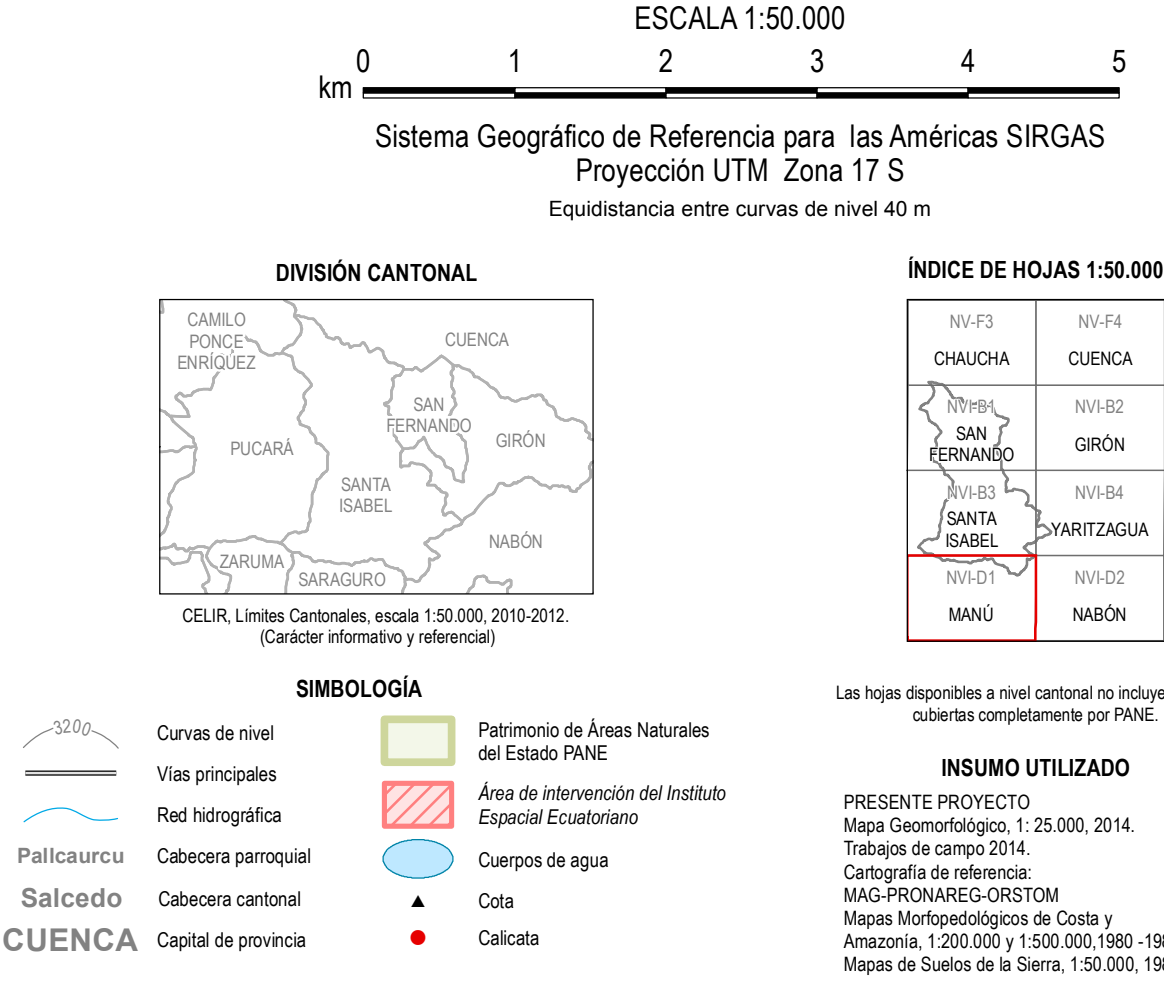 ESCALA 1:50.000
0 1 2 3 4 5
km
Sistema Geográfico de Referencia para las Américas SIRGAS
Proyección UTM Zona 17 S
Equidistancia entre curvas de nivel 40 m
DIVISIÓN CANTONAL
CAMILO
PONCE
ENRÍQUEZ
CUENCA
SAN
FERNANDO
GIRÓN
PUCARÁ
SANTA
ISABEL
NABÓN
ZARUMA
SARAGURO
CELIR, Límites Cantonales, escala 1:50.000, 2010-2012.
(Carácter informativo y referencial)
ÍNDICE DE HOJAS 1:50.000
NV-F3 NV-F4
CHAUCHA CUENCA
NVI-B1 NVI-B2
SAN
FERNANDO
GIRÓN
NVI-B3 NVI-B4
SANTA
ISABEL
YARITZAGUA
NVI-D1 NVI-D2
MANÚ NABÓN
Las hojas disponibles a nivel cantonal no incluye
cubiertas completamente por PANE.
SIMBOLOGÍA
3200
Curvas de nivel
Vías principales
Red hidrográfica
Pallcaurcu Cabecera parroquial
Salcedo Cabecera cantonal
CUENCA Capital de provincia
Patrimonio de Áreas Naturales
del Estado PANE
Área de intervención del Instituto
Espacial Ecuatoriano
Cuerpos de agua
Cota
Calicata
INSUMO UTILIZADO
PRESENTE PROYECTO
Mapa Geomorfológico, 1: 25.000, 2014.
Trabajos de campo 2014.
Cartografía de referencia:
MAG-PRONAREG-ORSTOM
Mapas Morfopedológicos de Costa y
Amazonía, 1:200.000 y 1:500.000,1980 -198
Mapas de Suelos de la Sierra, 1:50.000, 198